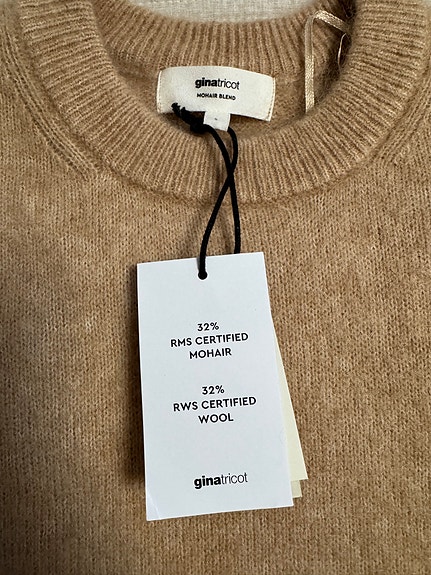 ginatricot
MOHAIR BLEND
32%
RMS CERTIFIED
MOHAIR
32%
RWS CERTIFIED
WOOL
ginatricot